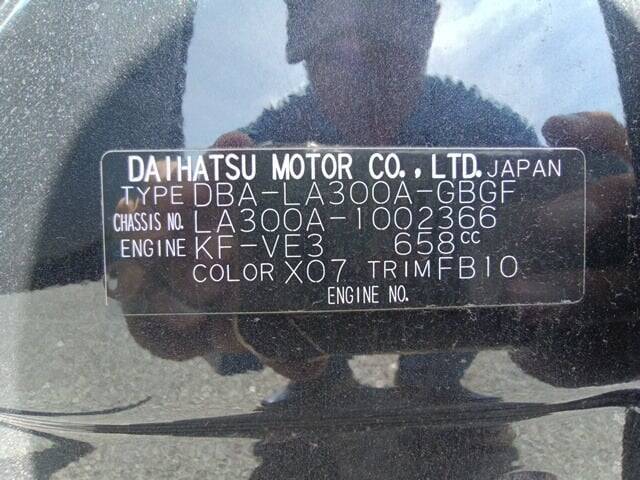 DAIHATSU MOTOR CO., LTD. JAPAN
TYPE DBA-LA300A-GBGF
CHASSIS NO. LA300A-1002366
ENGINE KF-VE3 658cc
COLOR X07 TRIM FB10
ENGINE NO.